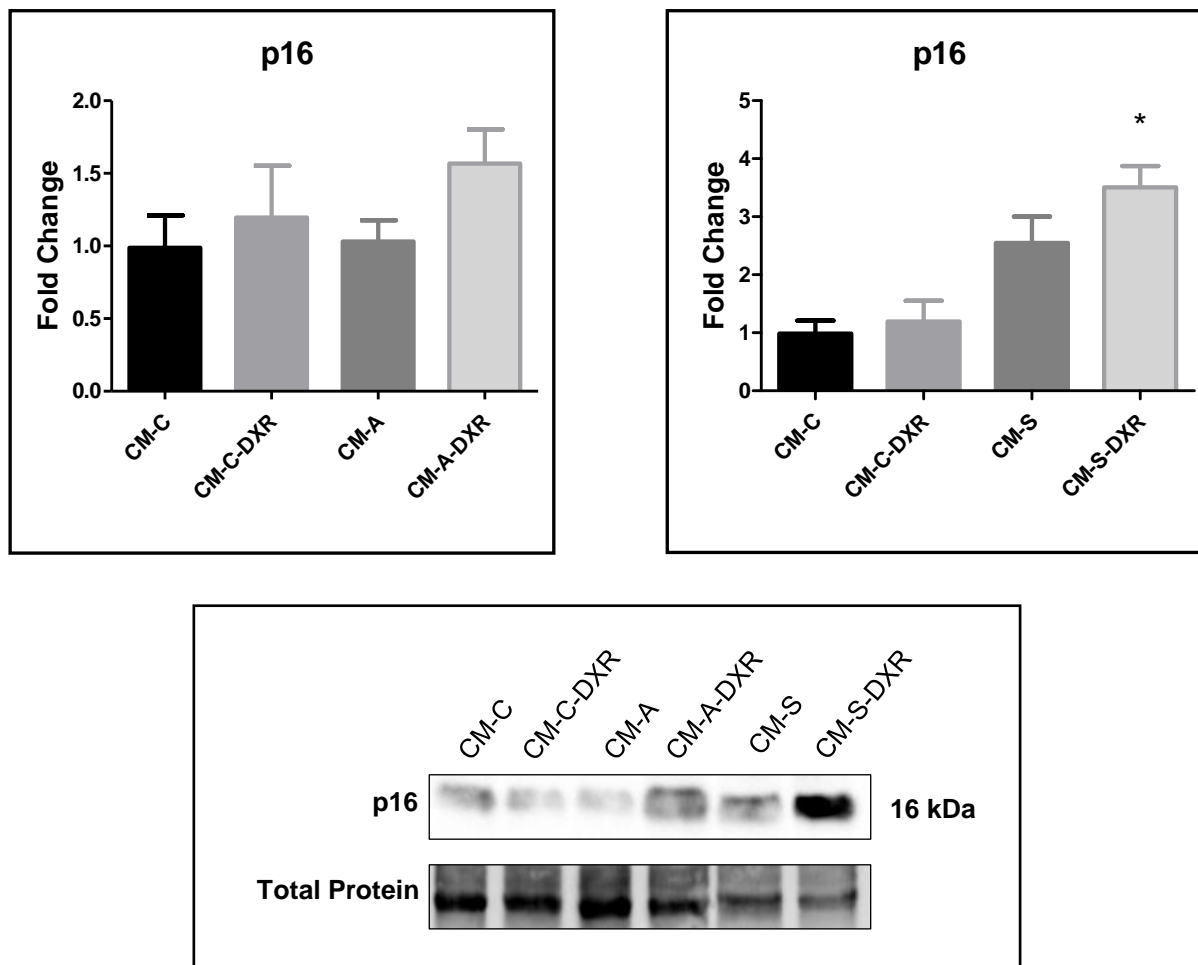 p16
2.0
1.5
1.0
0.5
0.0
Fold Change
CM-C
CM-C-DXR
CM-A
CM-A-DXR
p16
5
4
3
2
1
0
Fold Change
*
CM-C
CM-C-DXR
CM-S
CM-S-DXR
CM-C
CM-C-DXR
CM-A
CM-A-DXR
CM-S
CM-S-DXR
p16
16 kDa
Total Protein